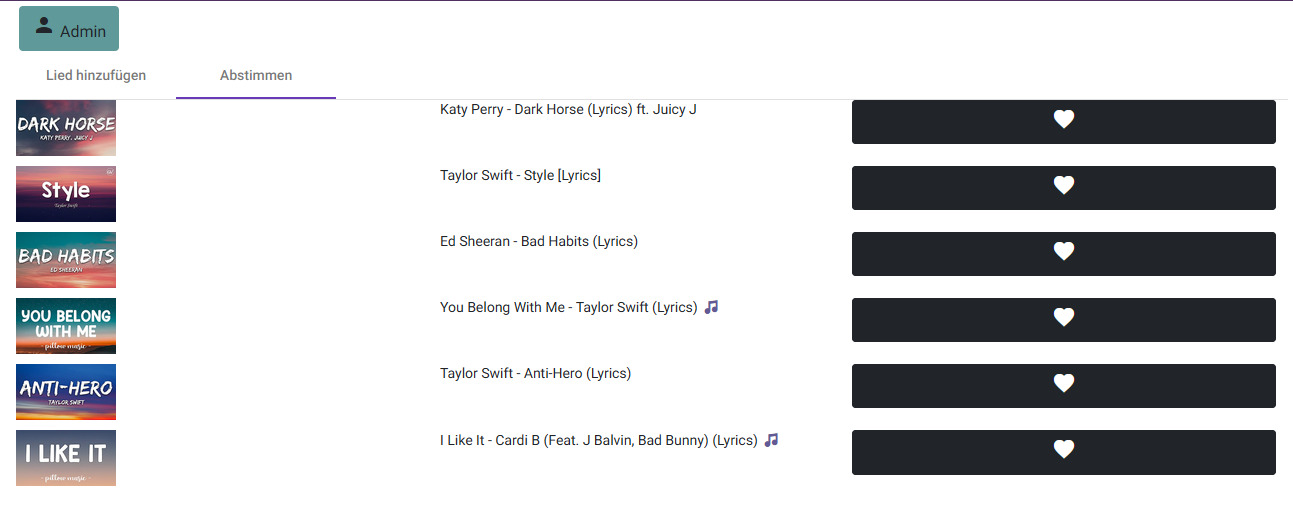 Admin
Lied hinzufügen Abstimmen
DARK HORSE
KATY PERRY, JUICY J
Katy Perry - Dark Horse (Lyrics) ft. Juicy J
Style
Taylor Swift
Taylor Swift - Style [Lyrics]
BAD HABITS
ED SHEERAN
Ed Sheeran - Bad Habits (Lyrics)
YOU BELONG
WITH ME
- pillow music -
You Belong With Me - Taylor Swift (Lyrics) 🎵
ANTI-HERO
TAYLOR SWIFT
Taylor Swift - Anti-Hero (Lyrics)
I LIKE IT
- pillow music -
I Like It - Cardi B (Feat. J Balvin, Bad Bunny) (Lyrics) 🎵